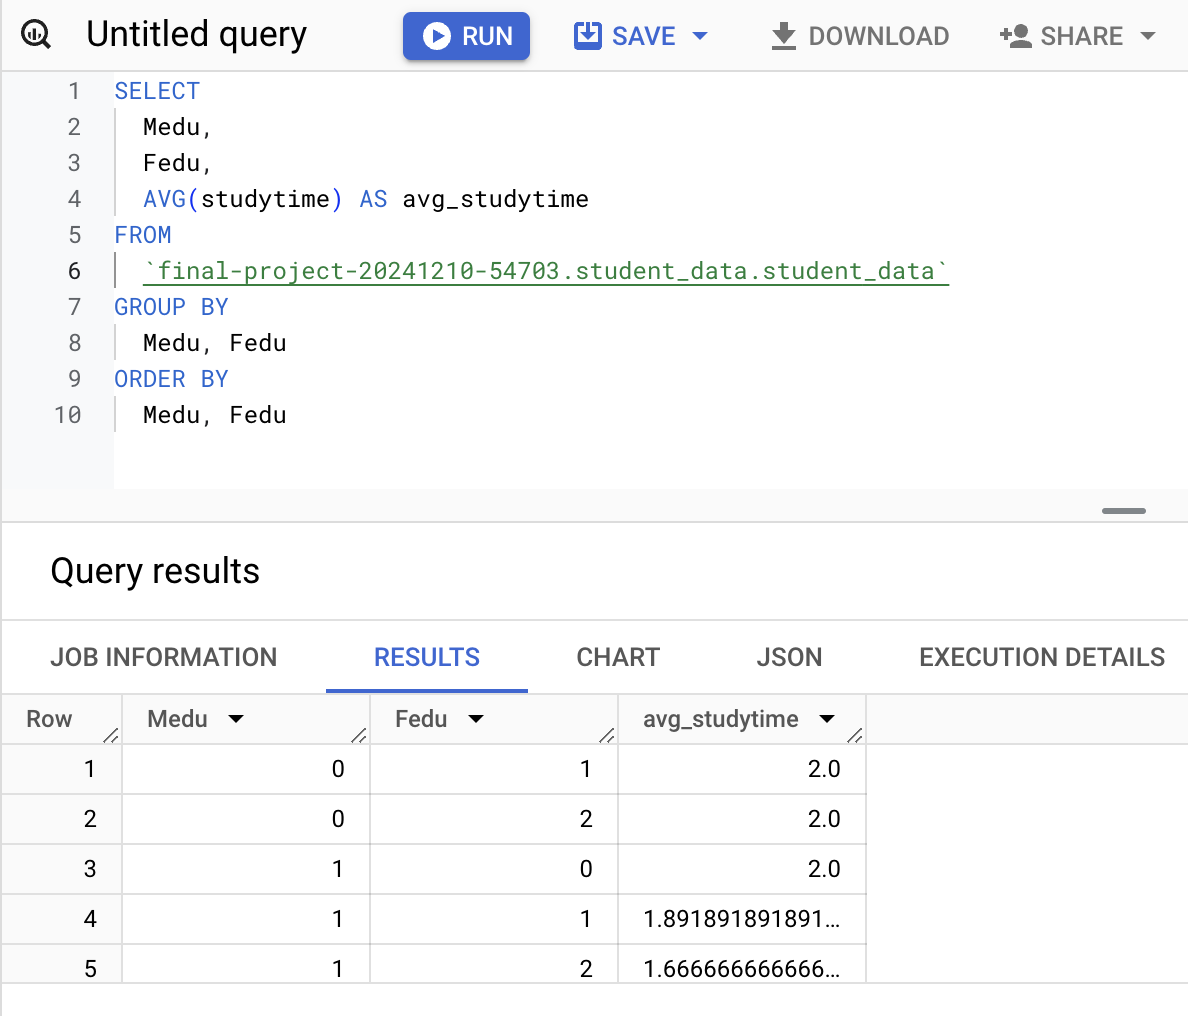 Untitled query RUN SAVE DOWNLOAD SHARE
1 SELECT
2 Medu,
3 Fedu,
4 AVG(studytime) AS avg_studytime
5 FROM
6 `final-project-20241210-54703.student_data.student_data`
7 GROUP BY
8 Medu, Fedu
9 ORDER BY
10 Medu, Fedu
Query results
JOB INFORMATION RESULTS CHART JSON EXECUTION DETAILS
Row Medu Fedu avg_studytime
1 0 1 2.0
2 0 2 2.0
3 1 0 2.0
4 1 1 1.891891891891...
5 1 2 1.666666666666...